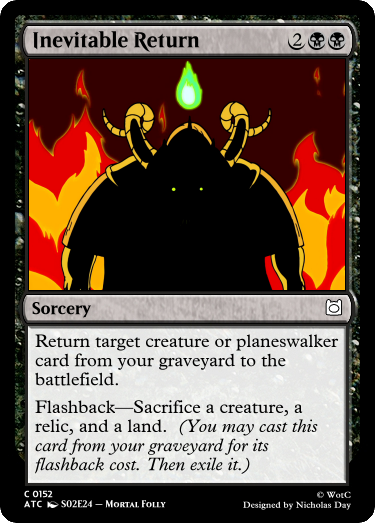 Inevitable Return 2
Sorcery
Return target creature or planeswalker
card from your graveyard to the
battlefield.
Flashback—Sacrifice a creature, a
relic, and a land. (You may cast this
card from your graveyard for its
flashback cost. Then exile it.)
C 0152 © WotC
ATC S02E24 – Mortal Folly Designed by Nicholas Day